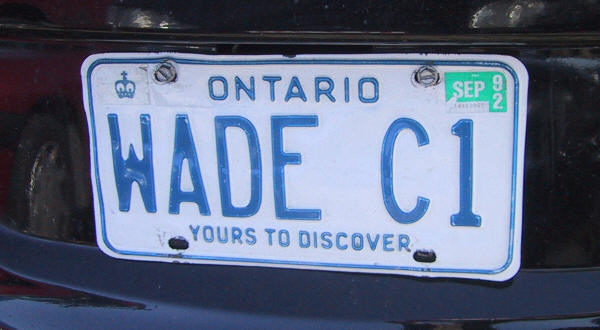 ONTARIO
SEP 92
WADE C1
YOURS TO DISCOVER